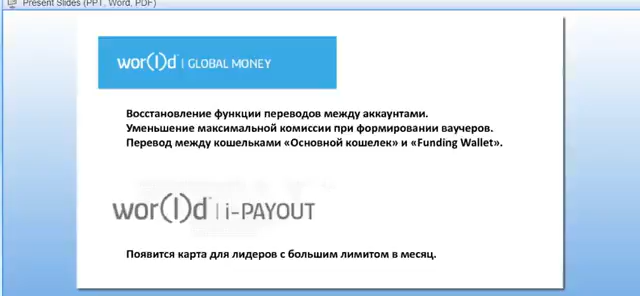 Present Slides (PPT, Word, PDF)
wor(l)d | GLOBAL MONEY
Восстановление функции переводов между аккаунтами.
Уменьшение максимальной комиссии при формировании ваучеров.
Перевод между кошельками «Основной кошелек» и «Funding Wallet».
wor(l)d | i-PAYOUT
Появится карта для лидеров с большим лимитом в месяц.